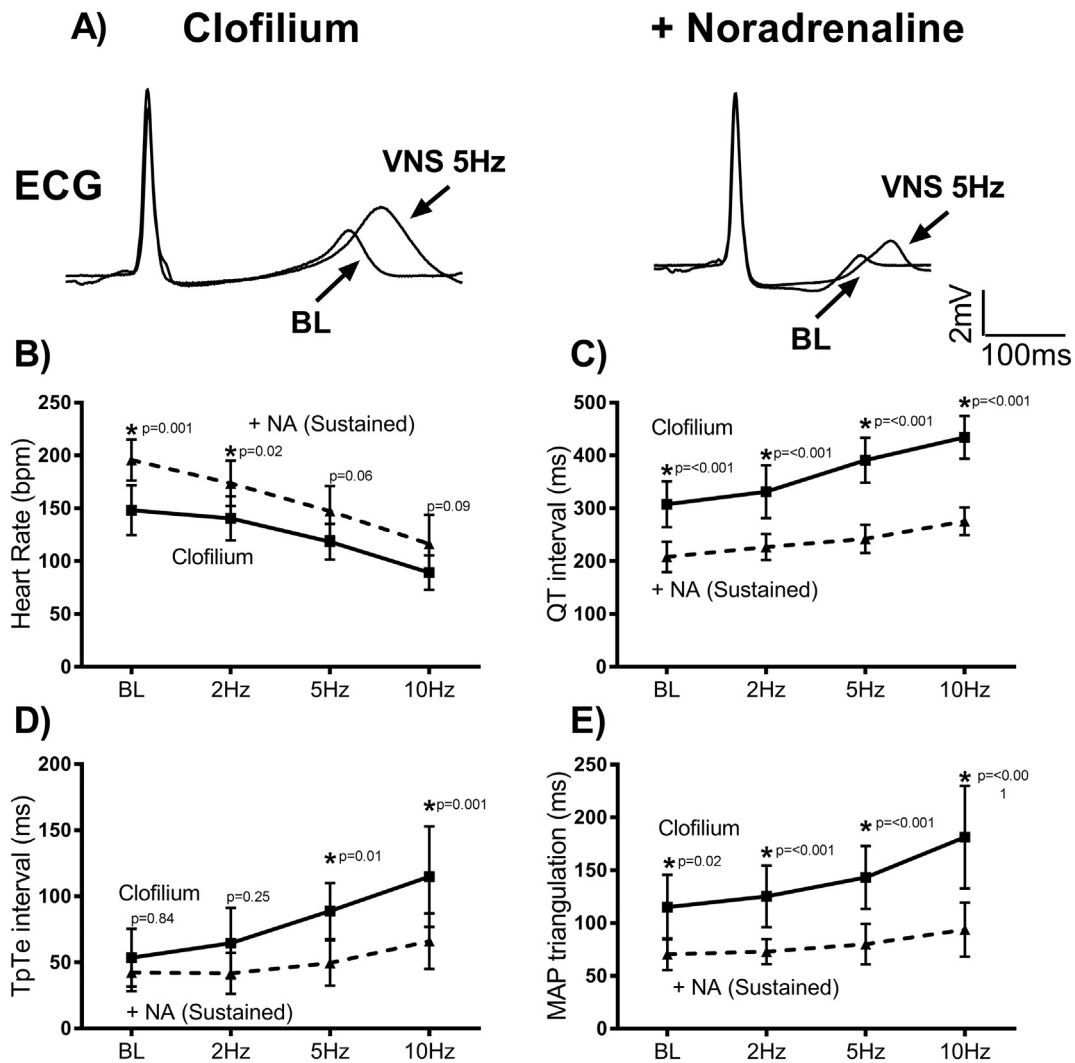 A) Clofilium + Noradrenaline
ECG
VNS 5Hz
BL
VNS 5Hz
BL
2mV
100ms
B)
Heart Rate (bpm)
250
200
150
100
50
0
* p=0.001
* p=0.02
p=0.06
p=0.09
+ NA (Sustained)
Clofilium
BL 2Hz 5Hz 10Hz
C)
QT interval (ms)
500
400
300
200
100
0
Clofilium
* p=<0.001
* p=<0.001
* p=<0.001
* p=<0.001
+ NA (Sustained)
BL 2Hz 5Hz 10Hz
D)
TpTe interval (ms)
200
150
100
50
0
Clofilium
p=0.84
p=0.25
* p=0.01
* p=0.001
+ NA (Sustained)
BL 2Hz 5Hz 10Hz
E)
MAP triangulation (ms)
250
200
150
100
50
0
Clofilium
* p=0.02
* p=<0.001
* p=<0.001
* p=<0.00
1
+ NA (Sustained)
BL 2Hz 5Hz 10Hz